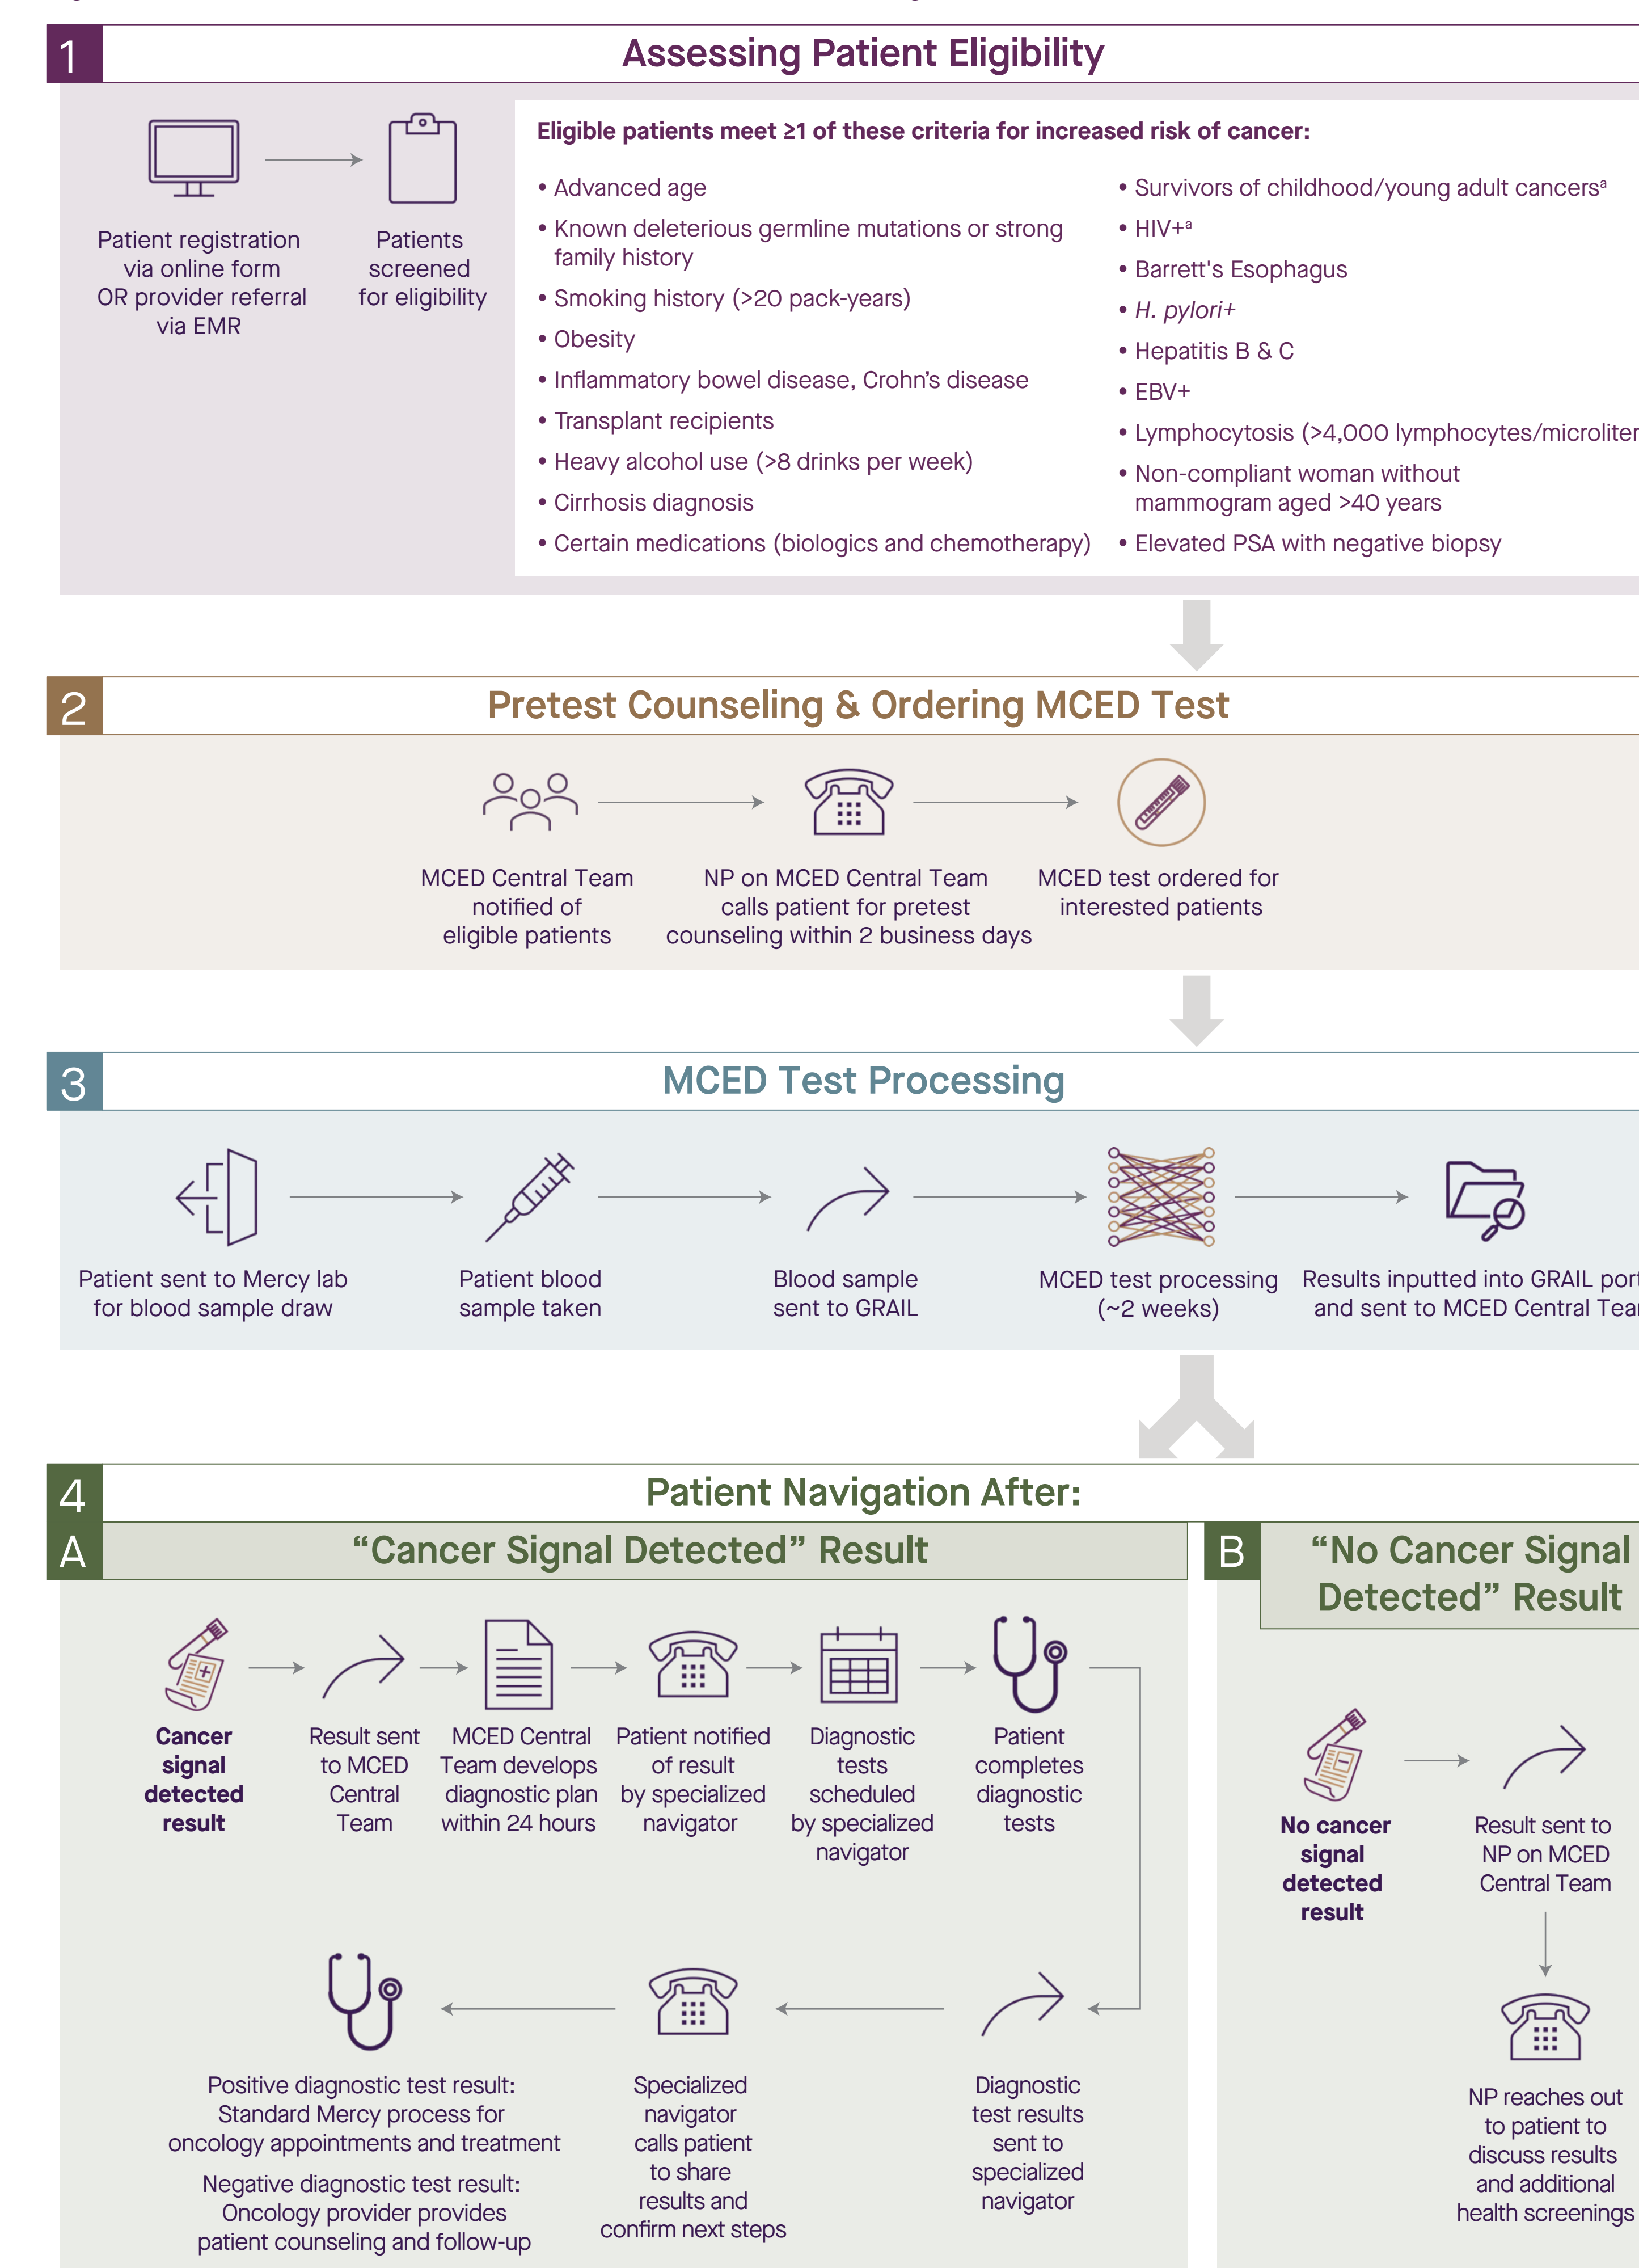 1
Assessing Patient Eligibility
Patient registration
via online form
OR provider referral
via EMR
Patients
screened
for eligibility
Eligible patients meet ≥1 of these criteria for increased risk of cancer:
• Advanced age
• Known deleterious germline mutations or strong
family history
• Smoking history (>20 pack-years)
• Obesity
• Inflammatory bowel disease, Crohn’s disease
• Transplant recipients
• Heavy alcohol use (>8 drinks per week)
• Cirrhosis diagnosis
• Certain medications (biologics and chemotherapy)
• Survivors of childhood/young adult cancersᵃ
• HIV+ᵃ
• Barrett's Esophagus
• H. pylori+
• Hepatitis B & C
• EBV+
• Lymphocytosis (>4,000 lymphocytes/microliter
• Non-compliant woman without
mammogram aged >40 years
• Elevated PSA with negative biopsy
2
Pretest Counseling & Ordering MCED Test
MCED Central Team
notified of
eligible patients
NP on MCED Central Team
calls patient for pretest
counseling within 2 business days
MCED test ordered for
interested patients
3
MCED Test Processing
Patient sent to Mercy lab
for blood sample draw
Patient blood
sample taken
Blood sample
sent to GRAIL
MCED test processing
(~2 weeks)
Results inputted into GRAIL
and sent to MCED Central
4
Patient Navigation After:
A
“Cancer Signal Detected” Result
Cancer
signal
detected
result
Result sent
to MCED
Central
Team
MCED Central
Team develops
diagnostic plan
within 24 hours
Patient notified
of result
by specialized
navigator
Diagnostic
tests
scheduled
by specialized
navigator
Patient
completes
diagnostic
tests
Diagnostic
test results
sent to
specialized
navigator
Specialized
navigator
calls patient
to share
results and
confirm next steps
Positive diagnostic test result:
Standard Mercy process for
oncology appointments and treatment
Negative diagnostic test result:
Oncology provider provides
patient counseling and follow-up
B
“No Cancer Signal
Detected” Result
No cancer
signal
detected
result
Result sent to
NP on MCED
Central Team
NP reaches out
to patient to
discuss results
and additional
health screenings